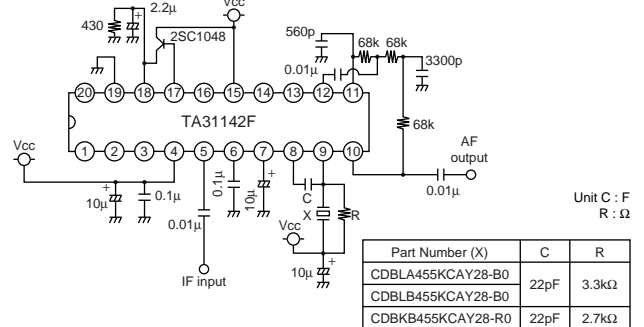 2.2μ
Vcc
430
+
2SC1048
560p
68k
68k
3300p
0.01μ
20
19
18
17
16
15
14
13
12
11
TA31142F
68k
Vcc
1
2
3
4
5
6
7
8
9
10
AF
output
0.01μ
+
10μ
0.1μ
0.01μ
0.1μ
10μ
+
C
X
R
Vcc
10μ
+
IF input
Unit C : F
R : Ω
Part Number (X) C R
CDBLA455KCAY28-B0 22pF 3.3kΩ
CDBLB455KCAY28-B0
CDBKB455KCAY28-R0 22pF 2.7kΩ